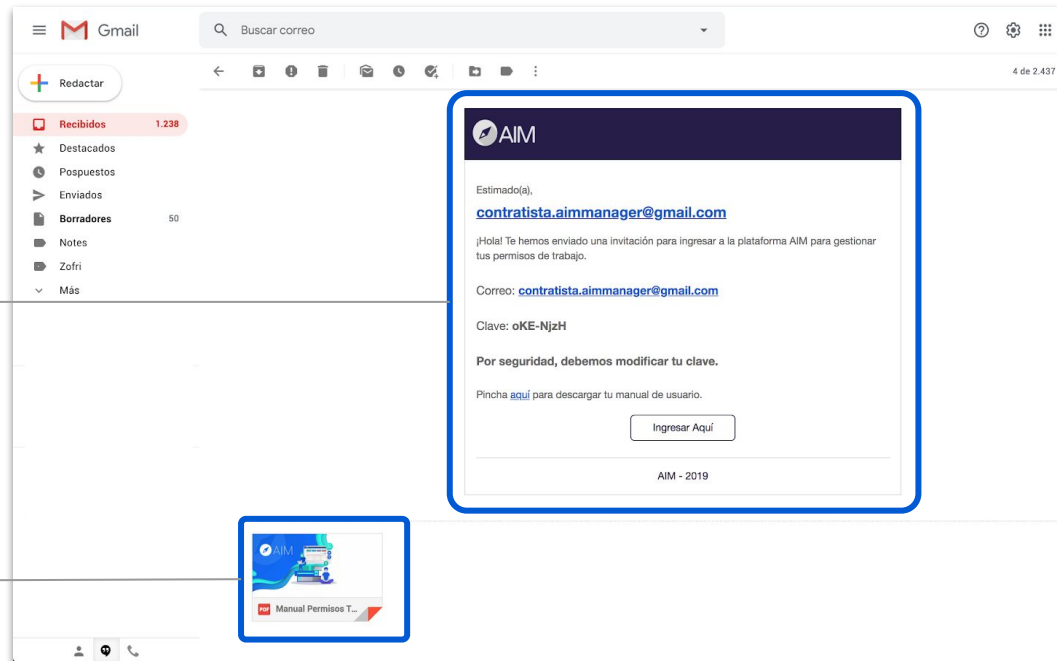 Gmail
Buscar correo
Redactar
4 de 2.437
Recibidos 1.238
Destacados
Pospuestos
Enviados
Borradores 50
Notes
Zofri
Más
AIM
Estimado(a),
contratista.aimmanager@gmail.com
¡Hola! Te hemos enviado una invitación para ingresar a la plataforma AIM para gestionar
tus permisos de trabajo.
Correo: contratista.aimmanager@gmail.com
Clave: oKE-NjzH
Por seguridad, debemos modificar tu clave.
Pincha aquí para descargar tu manual de usuario.
Ingresar Aquí
AIM - 2019
AIM
PDF Manual Permisos T...